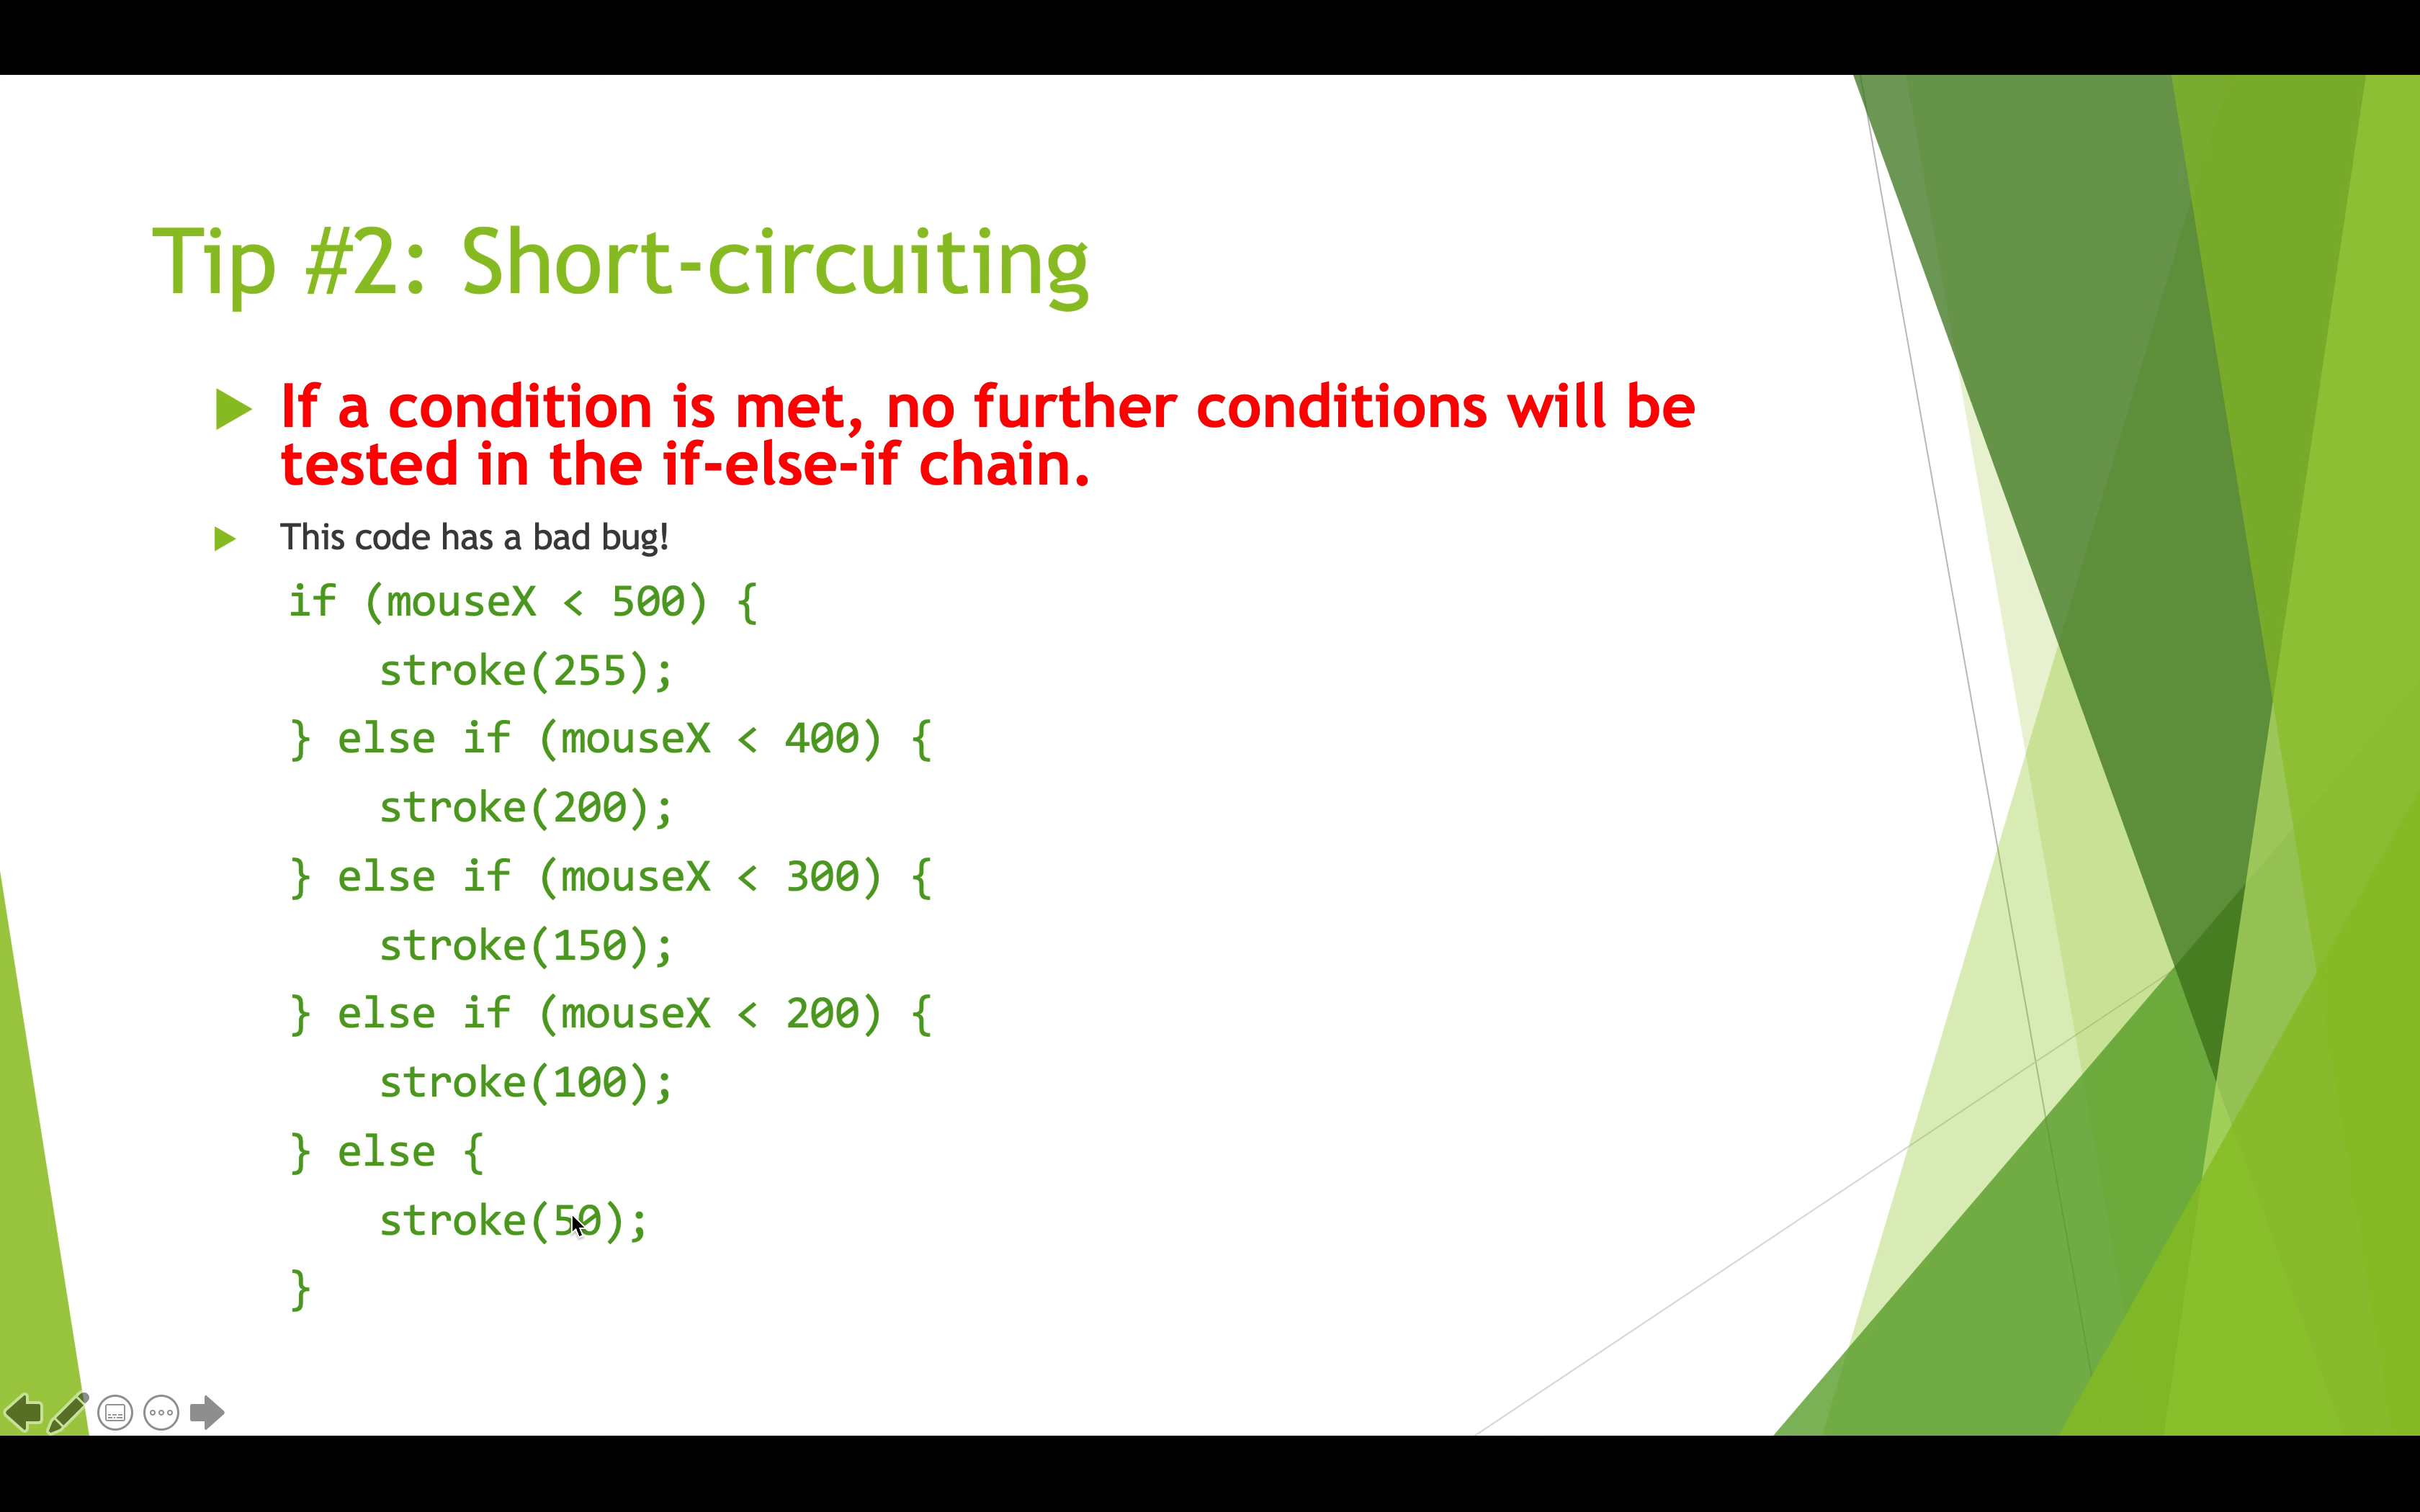 Tip #2: Short-circuiting
If a condition is met, no further conditions will be
tested in the if-else-if chain.
This code has a bad bug!
if (mouseX < 500) {
stroke(255);
} else if (mouseX < 400) {
stroke(200);
} else if (mouseX < 300) {
stroke(150);
} else if (mouseX < 200) {
stroke(100);
} else {
stroke(50);
}